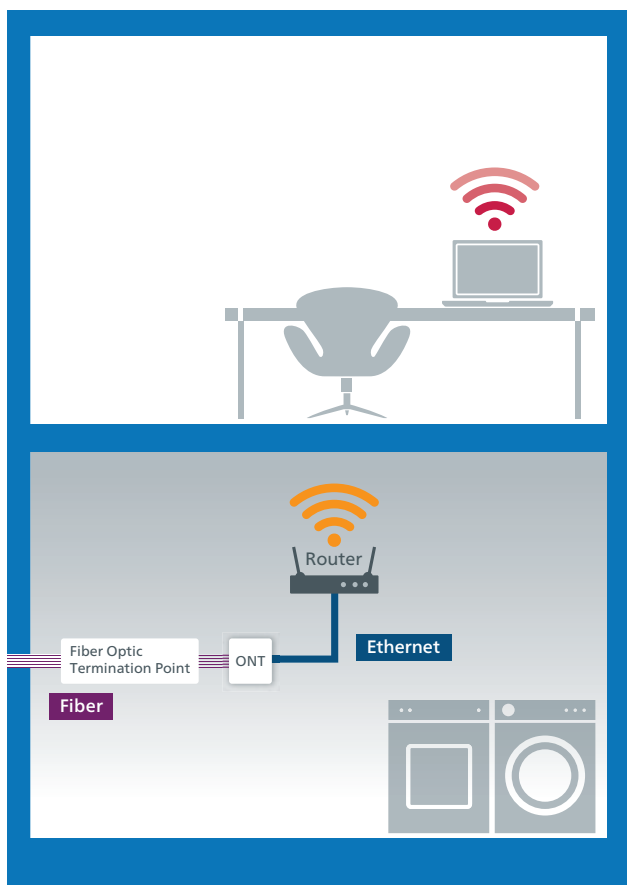 Router
Ethernet
Fiber Optic
Termination Point
ONT
Fiber